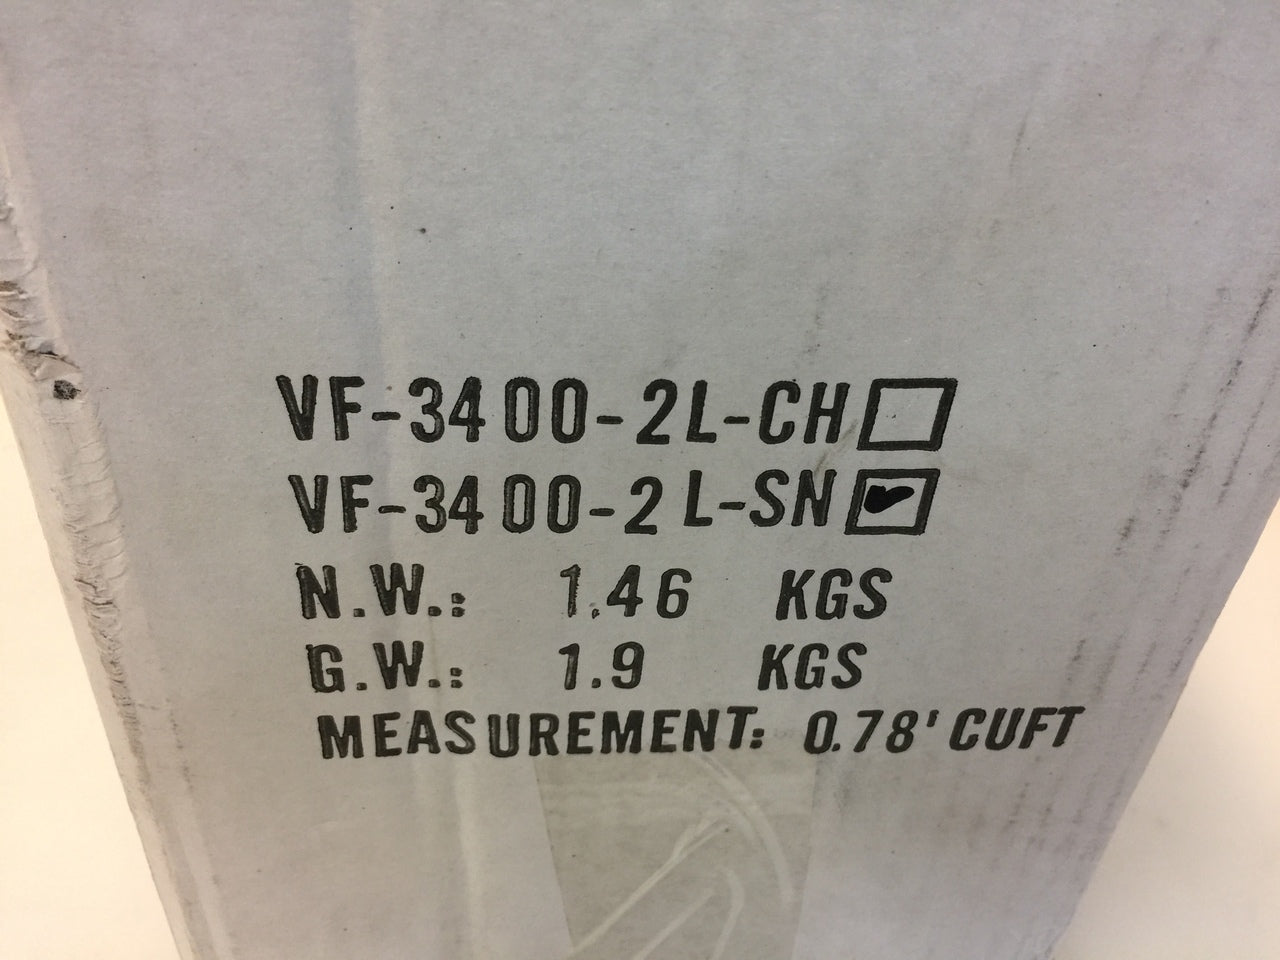 VF-3400-2L-CH
VF-3400-2L-SN
N.W.: 1.46 KGS
G.W.: 1.9 KGS
MEASUREMENT: 0.78' CUFT